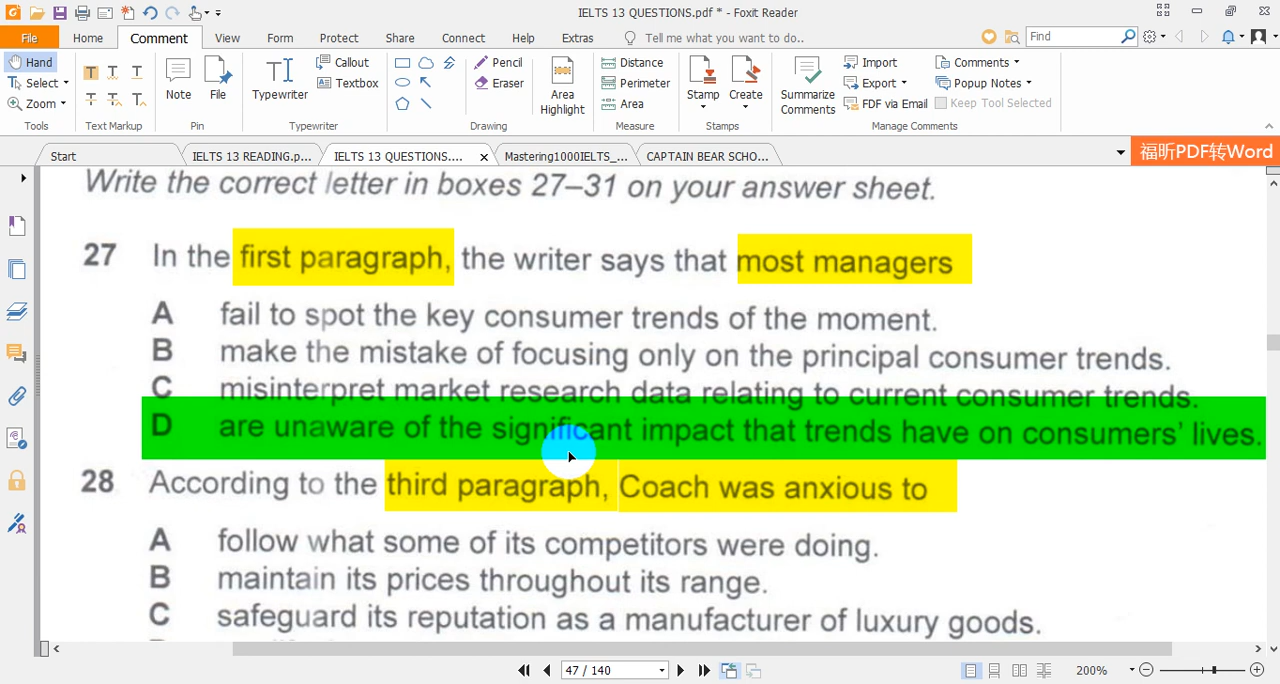 IELTS 13 QUESTIONS.pdf * - Foxit Reader
File Home Comment View Form Protect Share Connect Help Extras Tell me what you want to do.. Find
Hand
Select
Zoom
Tools
T T T
T T T
Text Markup
Note
File
Pin
Typewriter
Callout
Textbox
Typewriter
Drawing
Pencil
Eraser
Area Highlight
Distance
Perimeter
Area
Measure
Stamp
Create
Stamps
Summarize Comments
Import
Export
FDF via Email
Comments
Popup Notes
Keep Tool Selected
Manage Comments
Start IELTS 13 READING.p... IELTS 13 QUESTIONS.... Mastering1000IELTS_... CAPTAIN BEAR SCHO... 福昕PDF转Word
Write the correct letter in boxes 27–31 on your answer sheet.
27 In the first paragraph, the writer says that most managers
A fail to spot the key consumer trends of the moment.
B make the mistake of focusing only on the principal consumer trends.
C misinterpret market research data relating to current consumer trends.
D are unaware of the significant impact that trends have on consumers' lives.
28 According to the third paragraph, Coach was anxious to
A follow what some of its competitors were doing.
B maintain its prices throughout its range.
C safeguard its reputation as a manufacturer of luxury goods.
47 / 140
200%